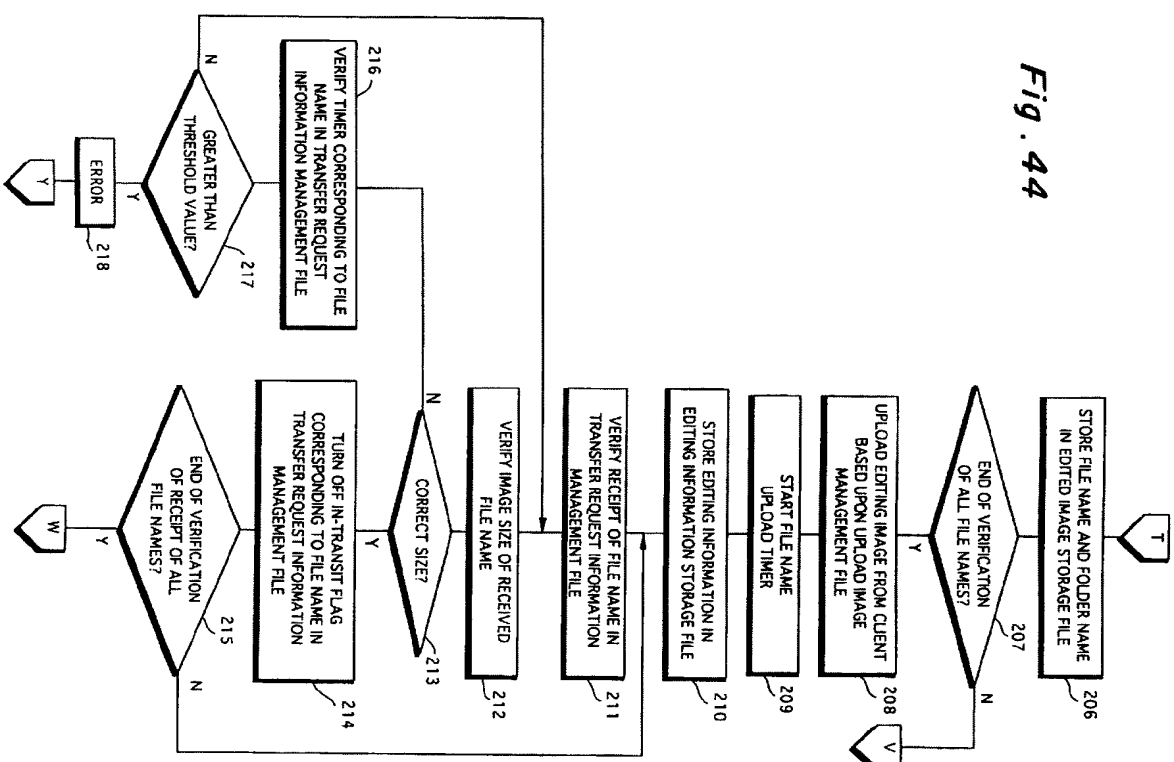 Fig. 44
T
STORE FILE NAME AND FOLDER NAME
IN EDITED IMAGE STORAGE FILE
206
END OF VERIFICATION
OF ALL FILE NAMES?
207
N
V
Y
UPLOAD EDITING IMAGE FROM CLIENT
BASED UPON UPLOAD IMAGE
MANAGEMENT FILE
208
START FILE NAME
UPLOAD TIMER
209
STORE EDITING INFORMATION IN
EDITING INFORMATION STORAGE FILE
210
VERIFY RECEIPT OF FILE NAME IN
TRANSFER REQUEST INFORMATION
MANAGEMENT FILE
211
VERIFY IMAGE SIZE OF RECEIVED
FILE NAME
212
CORRECT SIZE?
213
N
Y
TURN OFF IN-TRANSIT FLAG
CORRESPONDING TO FILE NAME IN
TRANSFER REQUEST INFORMATION
MANAGEMENT FILE
214
END OF VERIFICATION
OF RECEIPT OF ALL
FILE NAMES?
215
N
Y
W
216
VERIFY TIMER CORRESPONDING TO FILE
NAME IN TRANSFER REQUEST
INFORMATION MANAGEMENT FILE
N
GREATER THAN
THRESHOLD VALUE?
217
Y
ERROR
218
Y